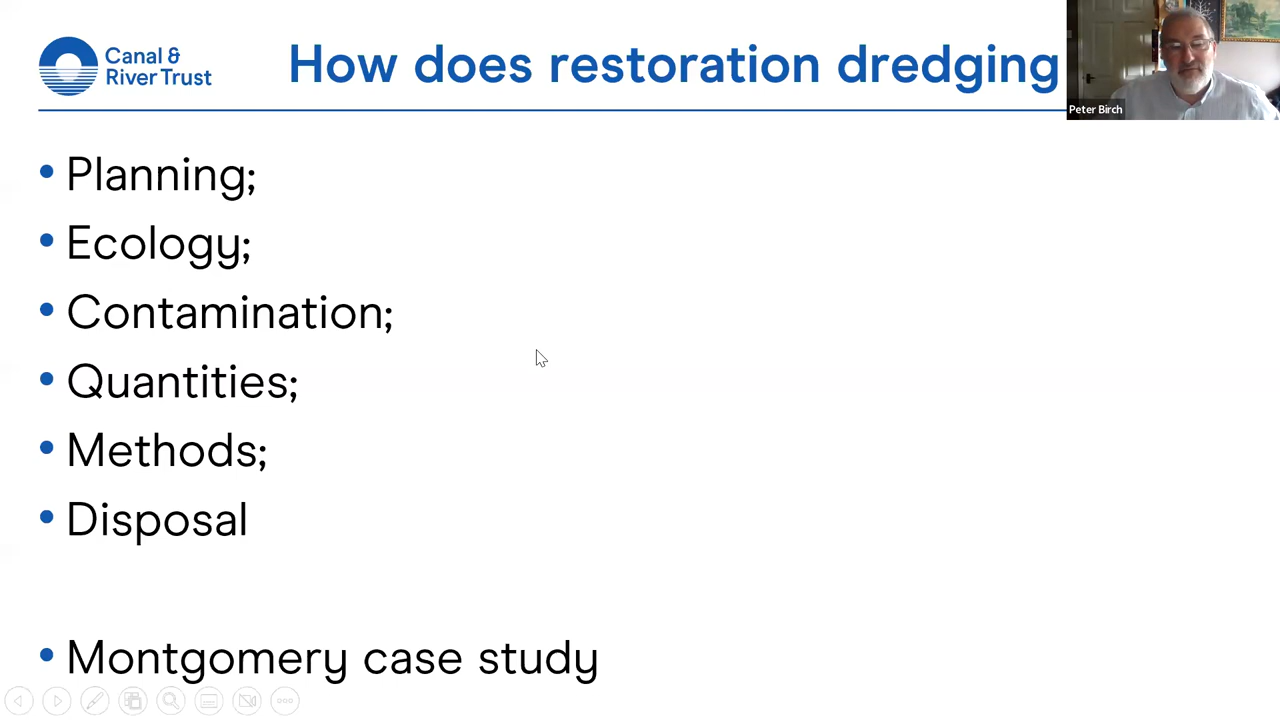 Canal &
River Trust
How does restoration dredging
Peter Birch
• Planning;
• Ecology;
• Contamination;
• Quantities;
• Methods;
• Disposal
• Montgomery case study